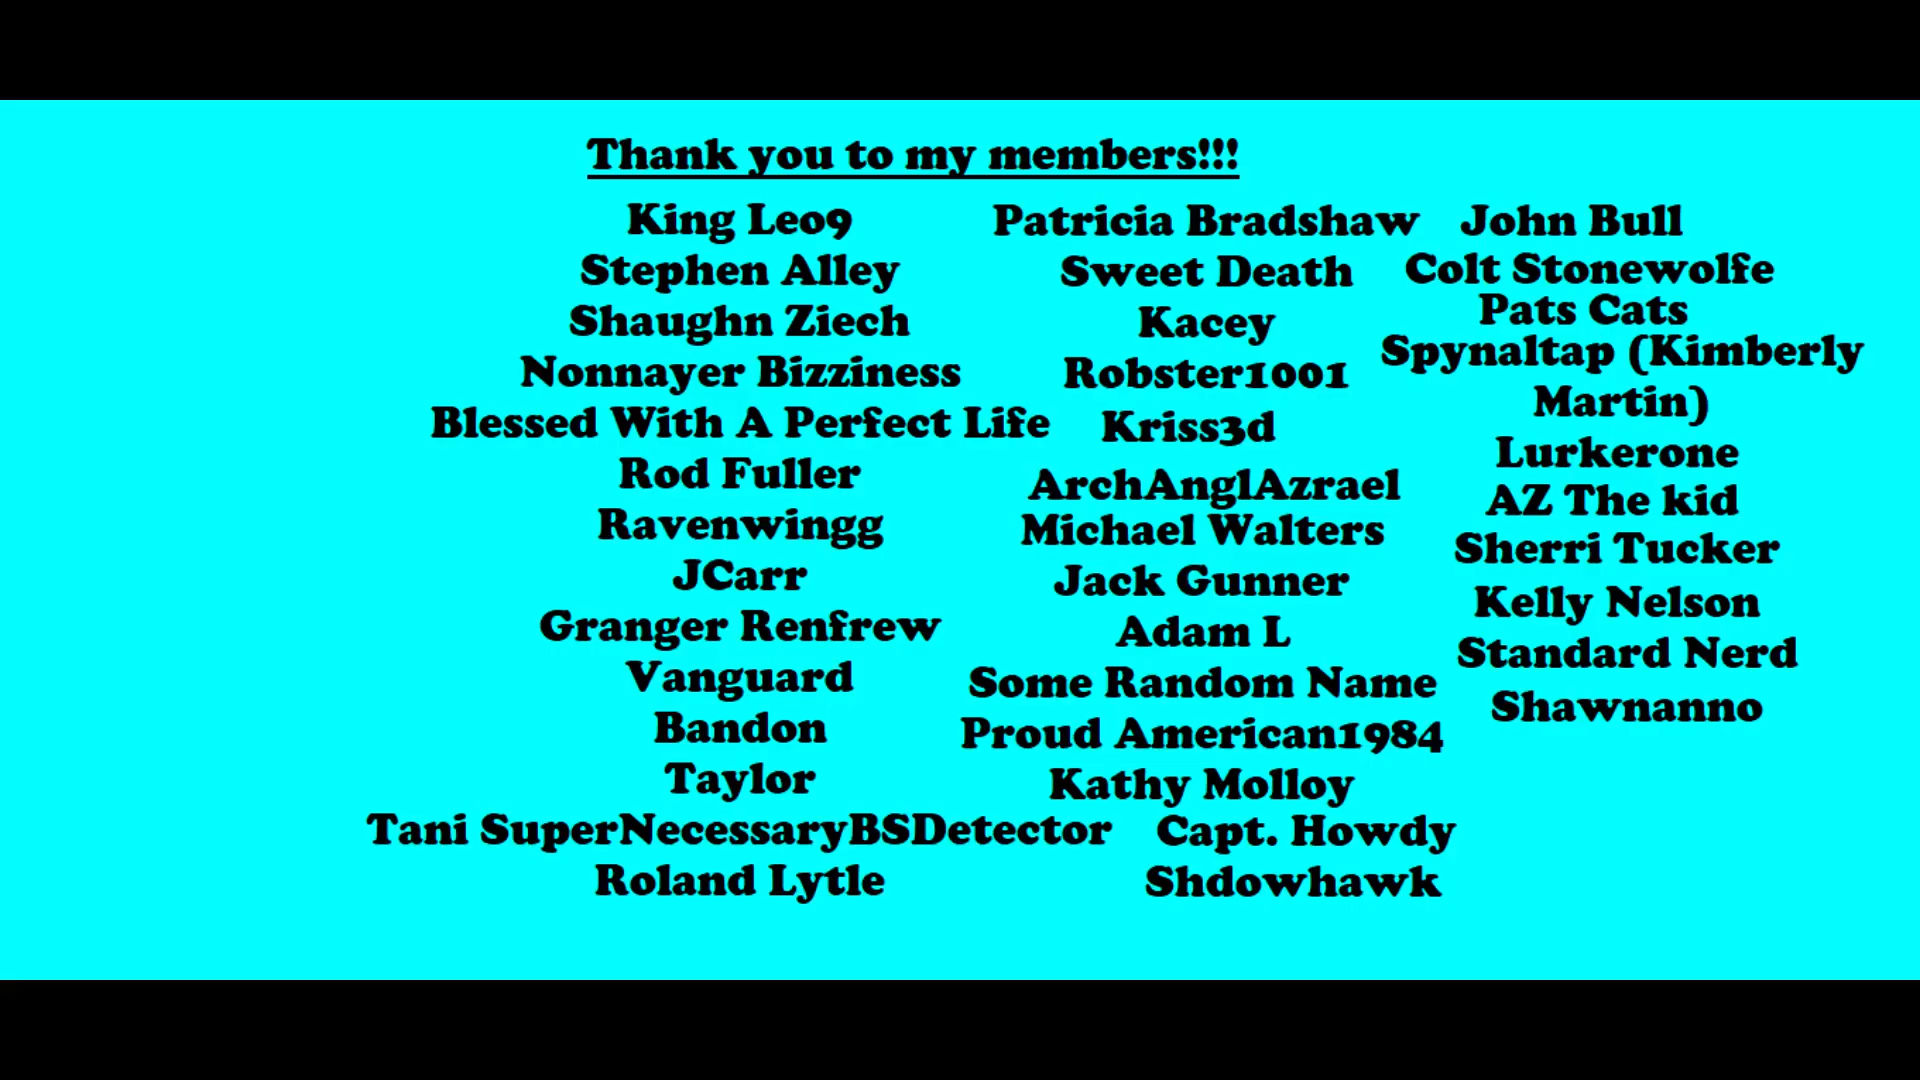 Thank you to my members!!!
King Leo9
Stephen Alley
Shaughn Ziech
Nonnayer Bizziness
Blessed With A Perfect Life
Rod Fuller
Ravenwingg
JCarr
Granger Renfrew
Vanguard
Bandon
Taylor
Tani SuperNecessaryBSDetector
Roland Lytle
Patricia Bradshaw
Sweet Death
Kacey
Robster1001
Kriss3d
ArchAnglAzrael
Michael Walters
Jack Gunner
Adam L
Some Random Name
Proud American1984
Kathy Molloy
Capt. Howdy
Shdowhawk
John Bull
Colt Stonewolfe
Pats Cats
Spynaltap (Kimberly
Martin)
Lurkerone
AZ The kid
Sherri Tucker
Kelly Nelson
Standard Nerd
Shawnanno